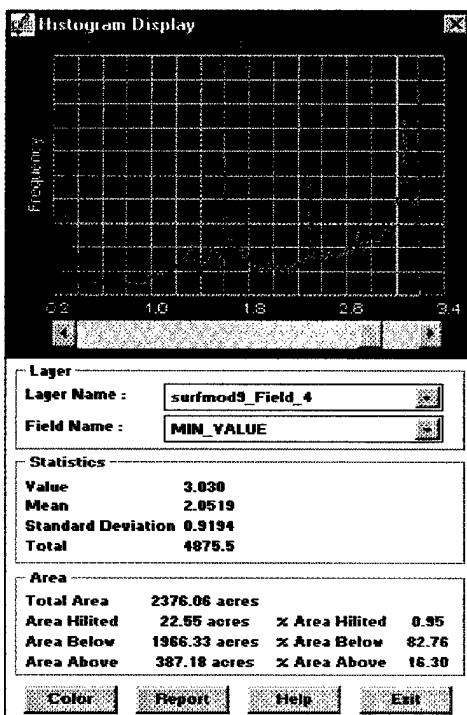 Histogram Display
Frequency
0.2 1.0 1.8 2.6 3.4
Layer
Layer Name : surfmod9_Field_4
Field Name : MIN_VALUE
Statistics
Value 3.030
Mean 2.0519
Standard Deviation 0.9194
Total 4875.5
Area
Total Area 2376.06 acres
Area Hilited 22.55 acres % Area Hilited 0.95
Area Below 1966.33 acres % Area Below 82.76
Area Above 387.18 acres % Area Above 16.30
Color Report Help Exit